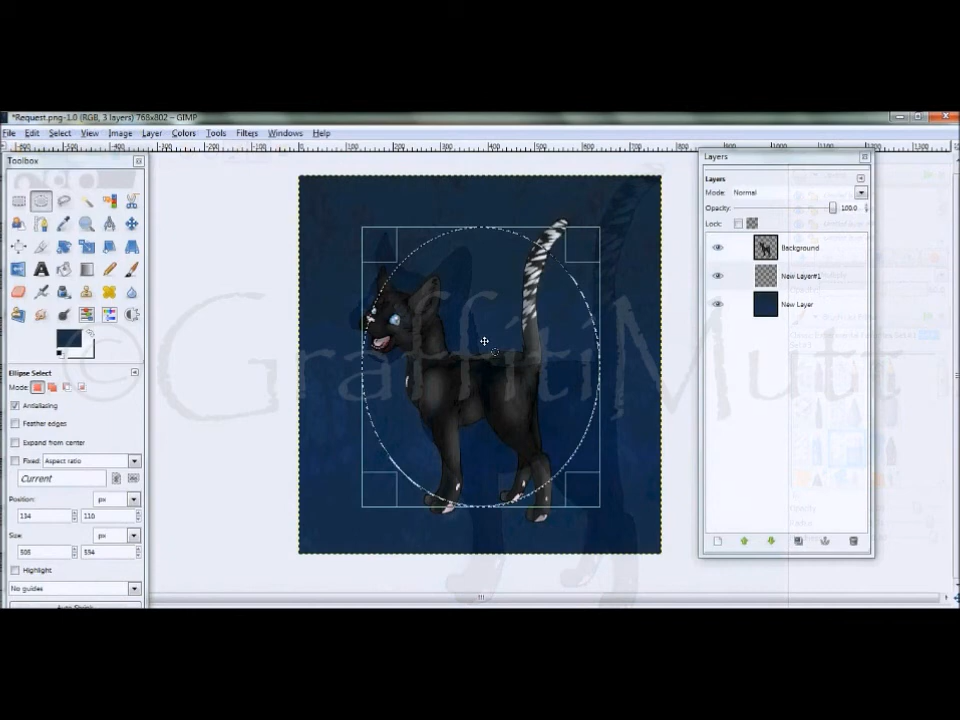 *Request.png-1.0 (RGB, 3 layers) 768x802 – GIMP
File Edit Select View Image Layer Colors Tools Filters Windows Help
Toolbox
Layers
Layers
Mode: Normal
Opacity: 100.0
Lock:
Background
New Layer#1
New Layer
©GraffitiMutt
Ellipse Select
Mode
Antialiasing
Feather edges
Expand from center
Fixed: Aspect ratio
Current
Position: px
134 110
Size: px
505 594
Highlight
No guides